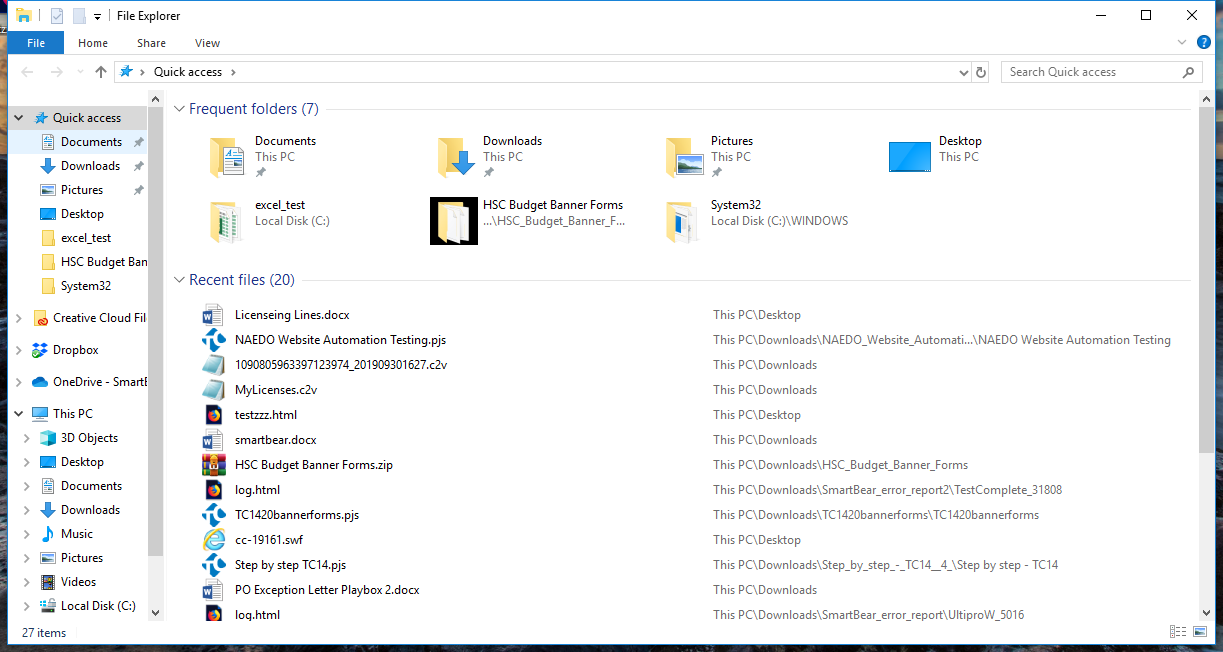 File Explorer
File Home Share View
Quick access
Search Quick access
Quick access
Documents
Downloads
Pictures
Desktop
excel_test
HSC Budget Ban
System32
Creative Cloud Fil
Dropbox
OneDrive - SmartB
This PC
3D Objects
Desktop
Documents
Downloads
Music
Pictures
Videos
Local Disk (C:)
Frequent folders (7)
Documents
This PC
Downloads
This PC
Pictures
This PC
Desktop
This PC
excel_test
Local Disk (C:)
HSC Budget Banner Forms
...\HSC_Budget_Banner_F...
System32
Local Disk (C:)\WINDOWS
Recent files (20)
Licenseing Lines.docx This PC\Desktop
NAEDO Website Automation Testing.pjs This PC\Downloads\NAEDO_Website_Automati...\NAEDO Website Automation Testing
1090805963397123974_201909301627.c2v This PC\Downloads
MyLicenses.c2v This PC\Downloads
testzzz.html This PC\Desktop
smartbear.docx This PC\Downloads
HSC Budget Banner Forms.zip This PC\Downloads\HSC_Budget_Banner_Forms
log.html This PC\Downloads\SmartBear_error_report2\TestComplete_31808
TC1420bannerforms.pjs This PC\Downloads\TC1420bannerforms\TC1420bannerforms
cc-19161.swf This PC\Desktop
Step by step TC14.pjs This PC\Downloads\Step_by_step_-_TC14__4_\Step by step - TC14
PO Exception Letter Playbox 2.docx This PC\Downloads
log.html This PC\Downloads\SmartBear_error_report\UltiproW_5016
27 items